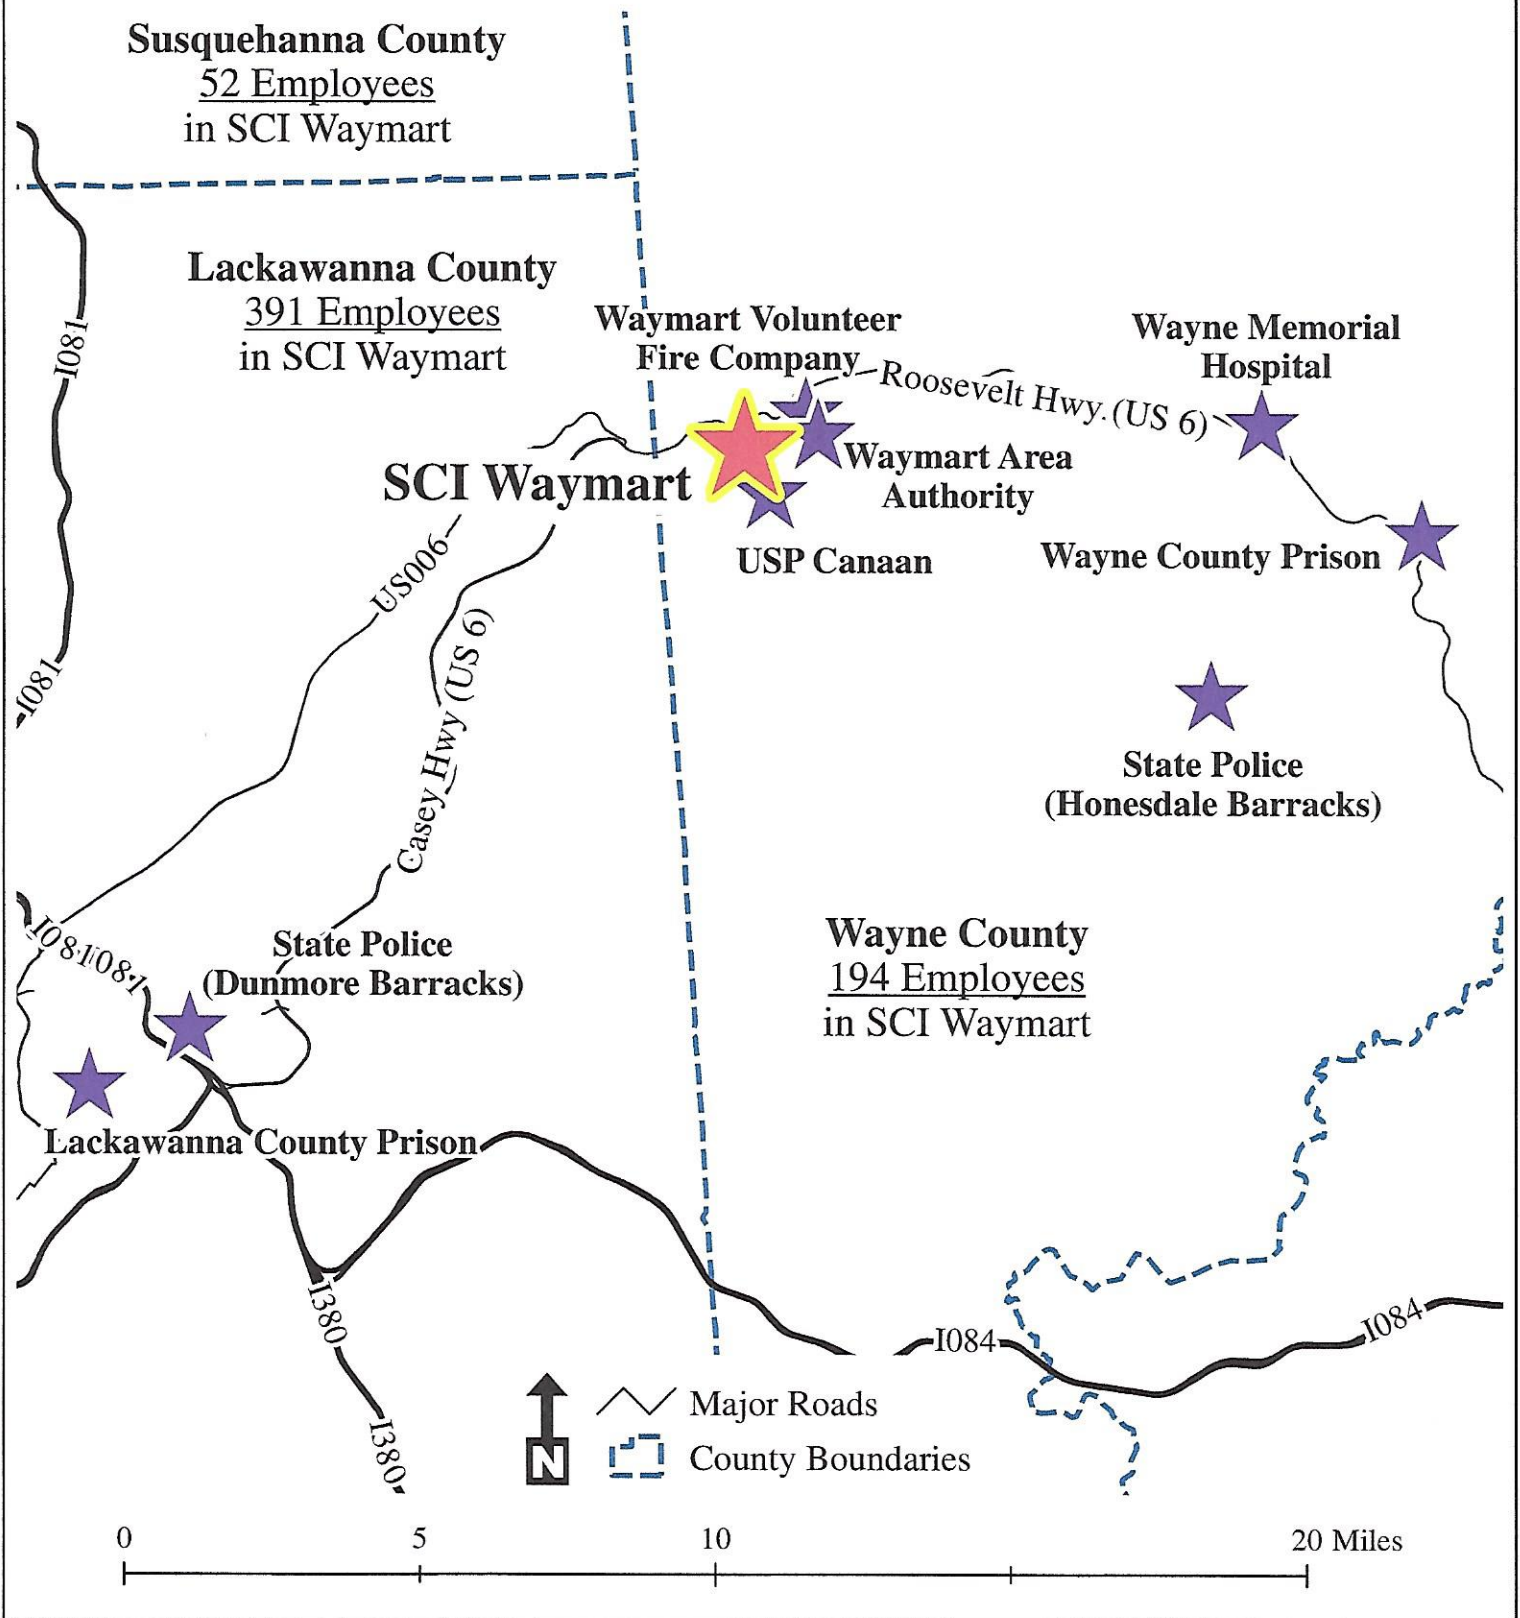 Susquehanna County
52 Employees
in SCI Waymart
Lackawanna County
391 Employees
in SCI Waymart
I081
I081
Waymart Volunteer
Fire Company
Roosevelt Hwy. (US 6)
Wayne Memorial
Hospital
SCI Waymart
Waymart Area
Authority
USP Canaan
Wayne County Prison
US006
Casey Hwy (US 6)
State Police
(Honesdale Barracks)
I081
I081
State Police
(Dunmore Barracks)
Wayne County
194 Employees
in SCI Waymart
Lackawanna County Prison
I380
I380
I084
I084
N
Major Roads
County Boundaries
0 5 10 20 Miles